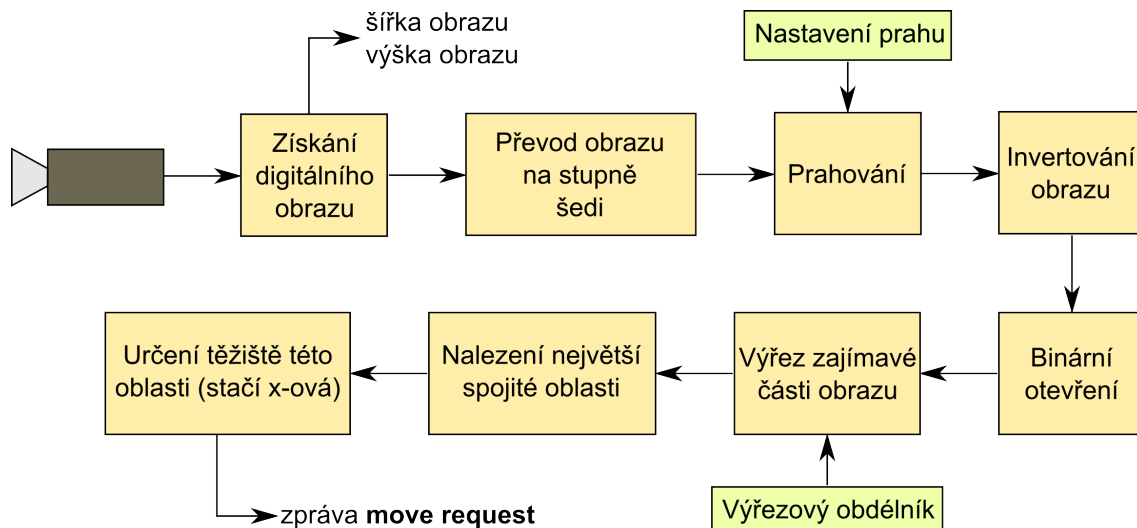 šířka obrazu
výška obrazu
Nastavení prahu
Získání
digitálního
obrazu
Převod obrazu
na stupně
šedi
Prahování
Invertování
obrazu
Určení těžiště této
oblasti (stačí x-ová)
Nalezení největší
spojité oblasti
Výřez zajímavé
části obrazu
Binární
otevření
zpráva move request
Výřezový obdélník